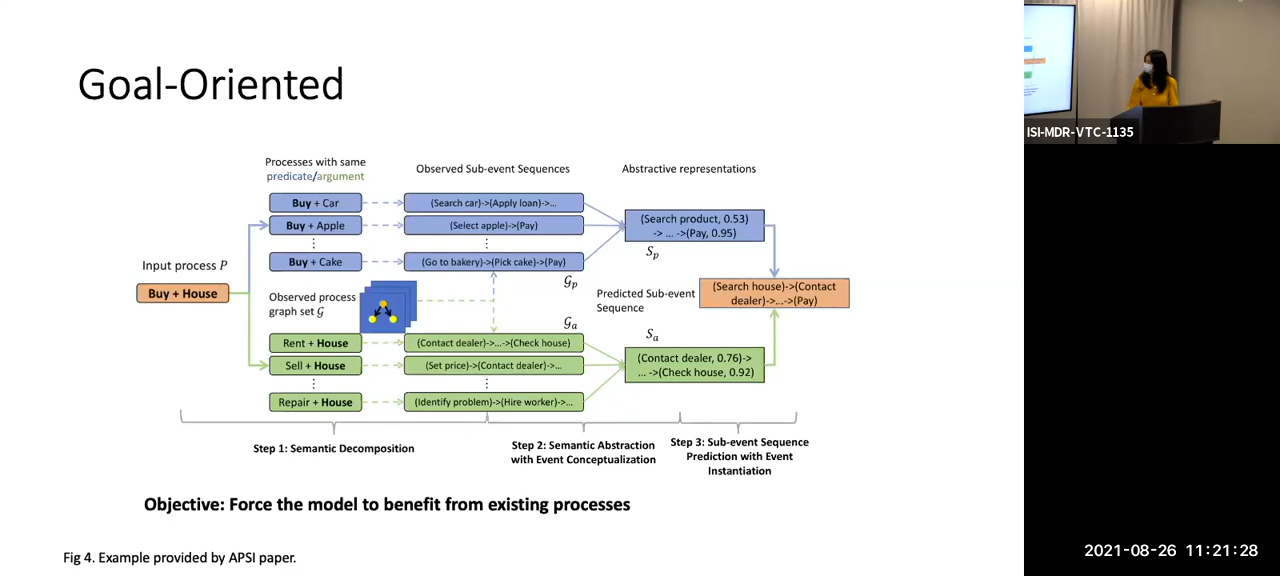 Goal-Oriented
Processes with same
predicate/argument
Observed Sub-event Sequences
Abstractive representations
Buy + Car
(Search car)->(Apply loan)->...
Buy + Apple
(Select apple)->(Pay)
⋮
⋮
Buy + Cake
(Go to bakery)->(Pick cake)->(Pay)
(Search product, 0.53)
-> ... ->(Pay, 0.95)
S_p
G_p
Input process P
Buy + House
Observed process
graph set G
Predicted Sub-event
Sequence
(Search house)->(Contact
dealer)->...->(Pay)
G_a
S_a
Rent + House
(Contact dealer)->...->(Check house)
Sell + House
(Set price)->(Contact dealer)->...
⋮
⋮
Repair + House
(Identify problem)->(Hire worker)->...
(Contact dealer, 0.76)->
... ->(Check house, 0.92)
Step 1: Semantic Decomposition
Step 2: Semantic Abstraction
with Event Conceptualization
Step 3: Sub-event Sequence
Prediction with Event
Instantiation
Objective: Force the model to benefit from existing processes
Fig 4. Example provided by APSI paper.
ISI-MDR-VTC-1135
2021-08-26 11:21:28